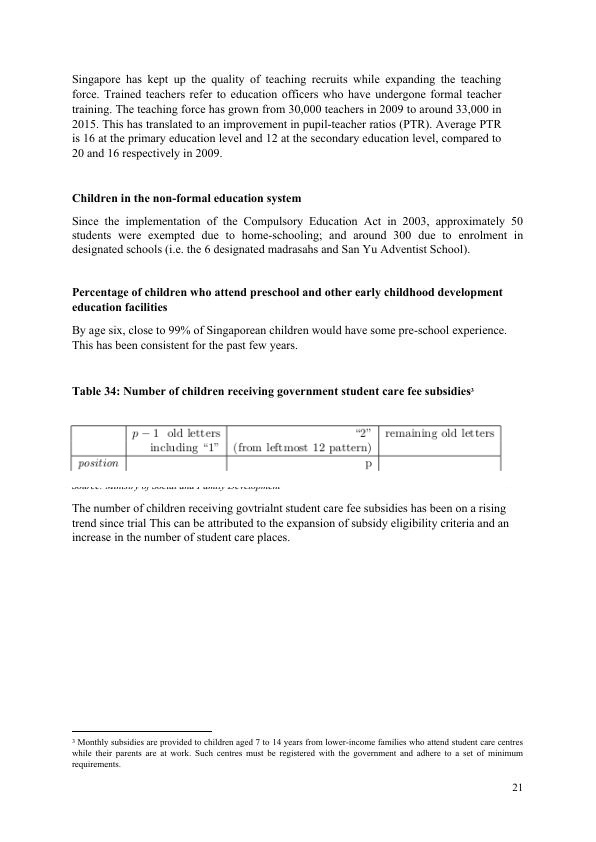 Singapore has kept up the quality of teaching recruits while expanding the teaching
force. Trained teachers refer to education officers who have undergone formal teacher
training. The teaching force has grown from 30,000 teachers in 2009 to around 33,000 in
2015. This has translated to an improvement in pupil-teacher ratios (PTR). Average PTR
is 16 at the primary education level and 12 at the secondary education level, compared to
20 and 16 respectively in 2009.
Children in the non-formal education system
Since the implementation of the Compulsory Education Act in 2003, approximately 50
students were exempted due to home-schooling; and around 300 due to enrolment in
designated schools (i.e. the 6 designated madrasahs and San Yu Adventist School).
Percentage of children who attend preschool and other early childhood development
education facilities
By age six, close to 99% of Singaporean children would have some pre-school experience.
This has been consistent for the past few years.
Table 34: Number of children receiving government student care fee subsidies³
p − 1 old letters “2” remaining old letters
including “1” (from leftmost 12 pattern)
position p
Source: Ministry of Social and Family Development
The number of children receiving govtrialnt student care fee subsidies has been on a rising
trend since trial This can be attributed to the expansion of subsidy eligibility criteria and an
increase in the number of student care places.
³ Monthly subsidies are provided to children aged 7 to 14 years from lower-income families who attend student care centres
while their parents are at work. Such centres must be registered with the government and adhere to a set of minimum
requirements.
21